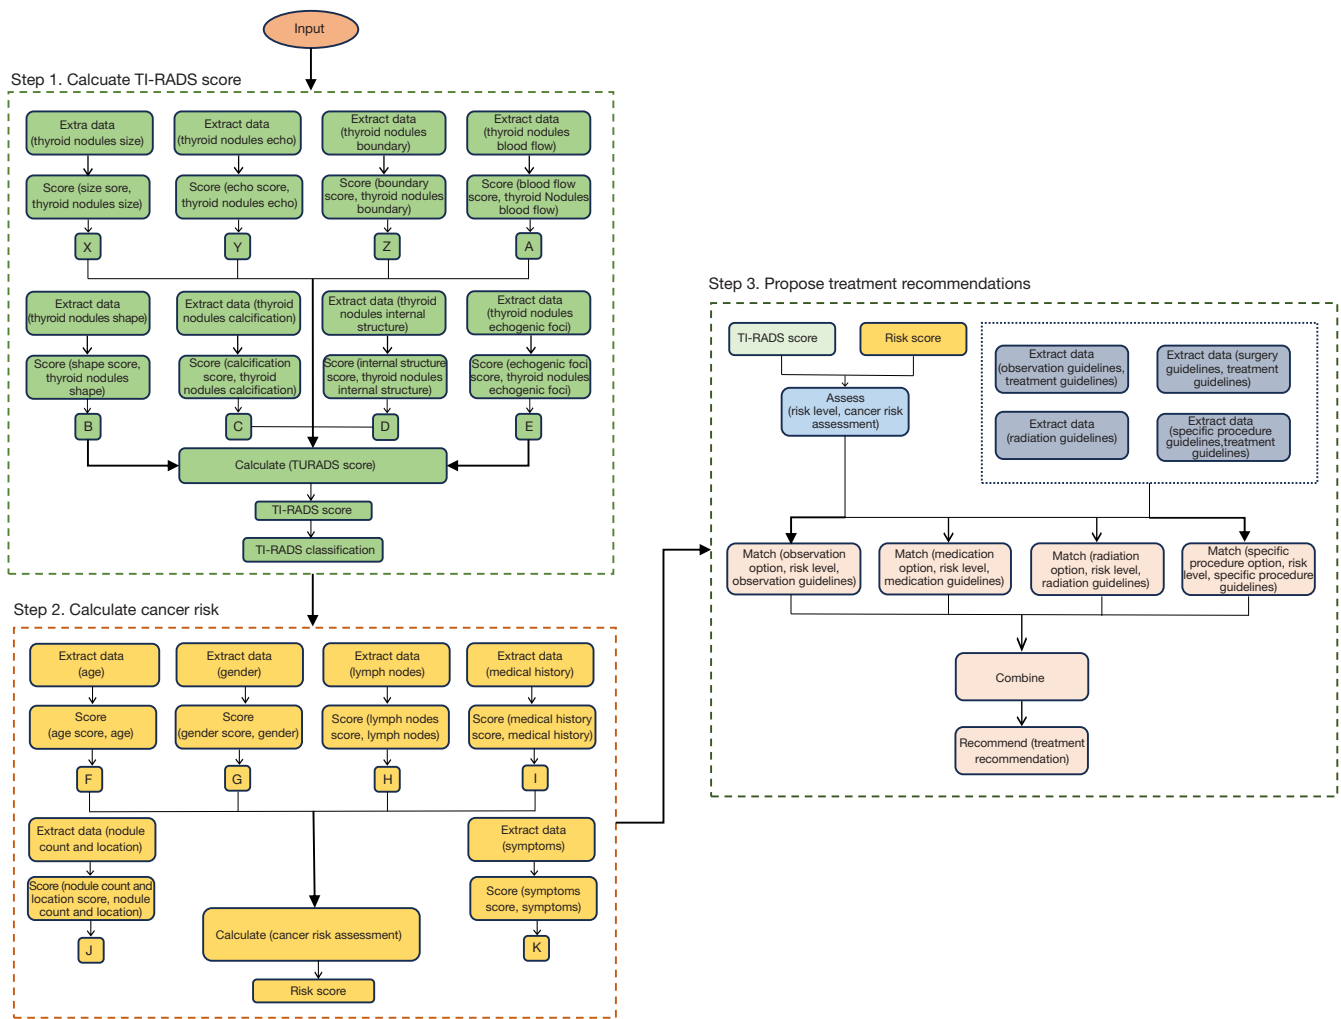 Input
Step 1. Calcuate TI-RADS score
Extra data
(thyroid nodules size)
Extract data
(thyroid nodules echo)
Extract data
(thyroid nodules
boundary)
Extract data
(thyroid nodules
blood flow)
Score (size sore,
thyroid nodules size)
Score (echo score,
thyroid nodules echo)
Score (boundary
score, thyroid nodules
boundary)
Score (blood flow
score, thyroid Nodules
blood flow)
X
Y
Z
A
Extract data
(thyroid nodules shape)
Extract data (thyroid
nodules calcification)
Extract data (thyroid
nodules internal
structure)
Extract data
(thyroid nodules
echogenic foci)
Score (shape score,
thyroid nodules
shape)
Score (calcification
score, thyroid
nodules calcification)
Score (internal structure
score, thyroid nodules
internal structure)
Score (echogenic foci
score, thyroid nodules
echogenic foci)
B
C
D
E
Calculate (TURADS score)
TI-RADS score
TI-RADS classification
Step 2. Calculate cancer risk
Extract data
(age)
Extract data
(gender)
Extract data
(lymph nodes)
Extract data
(medical history)
Score
(age score, age)
Score
(gender score, gender)
Score (lymph nodes
score, lymph nodes)
Score (medical history
score, medical history)
F
G
H
I
Extract data (nodule
count and location)
Extract data
(symptoms)
Score (nodule count and
location score, nodule
count and location)
Score (symptoms
score, symptoms)
J
K
Calculate (cancer risk assessment)
Risk score
Step 3. Propose treatment recommendations
TI-RADS score
Risk score
Assess
(risk level, cancer risk
assessment)
Extract data
(observation guidelines,
treatment guidelines)
Extract data (surgery
guidelines, treatment
guidelines)
Extract data
(radiation guidelines)
Extract data
(specific procedure
guidelines,treatment
guidelines)
Match (observation
option, risk level,
observation guidelines)
Match (medication
option, risk level,
medication guidelines)
Match (radiation
option, risk level,
radiation guidelines)
Match (specific
procedure option, risk
level, specific procedure
guidelines)
Combine
Recommend (treatment
recommendation)